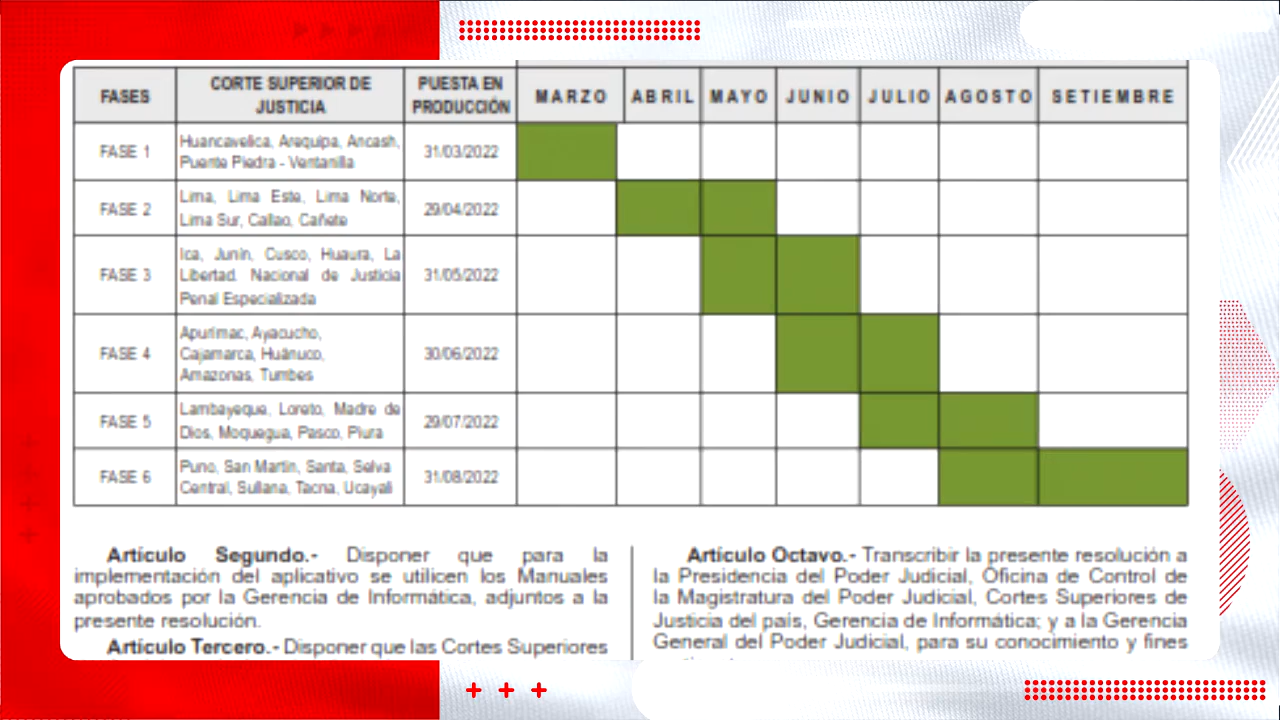 FASES
CORTE SUPERIOR DE
JUSTICIA
PUESTA EN
PRODUCCIÓN
MARZO
ABRIL
MAYO
JUNIO
JULIO
AGOSTO
SETIEMBRE
FASE 1
Huancavelica, Arequipa, Ancash,
Puente Piedra - Ventanilla
31/03/2022
FASE 2
Lima, Lima Este, Lima Norte,
Lima Sur, Callao, Cañete
29/04/2022
FASE 3
Ica, Junín, Cusco, Huaura, La
Libertad. Nacional de Justicia
Penal Especializada
31/05/2022
FASE 4
Apurímac, Ayacucho,
Cajamarca, Huánuco,
Amazonas, Tumbes
30/06/2022
FASE 5
Lambayeque, Loreto, Madre de
Dios, Moquegua, Pasco, Piura
29/07/2022
FASE 6
Puno, San Martín, Santa, Selva
Central, Sullana, Tacna, Ucayali
31/08/2022
Artículo Segundo.- Disponer que para la
implementación del aplicativo se utilicen los Manuales
aprobados por la Gerencia de Informática, adjuntos a la
presente resolución.
Artículo Tercero.- Disponer que las Cortes Superiores
Artículo Octavo.- Transcribir la presente resolución a
la Presidencia del Poder Judicial, Oficina de Control de
la Magistratura del Poder Judicial, Cortes Superiores de
Justicia del país, Gerencia de Informática; y a la Gerencia
General del Poder Judicial, para su conocimiento y fines